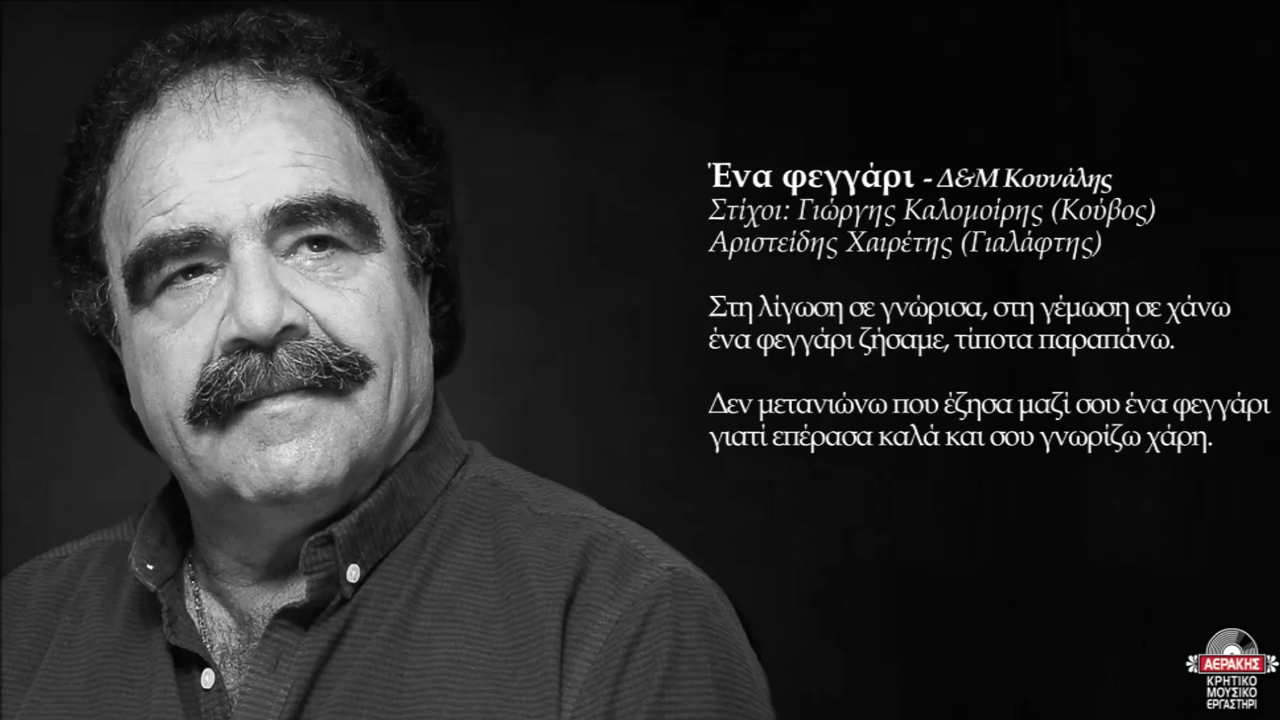 Ένα φεγγάρι - Δ&Μ Κουνάλης
Στίχοι: Γιώργης Καλομοίρης (Κούβος)
Αριστείδης Χαιρέτης (Γιαλάφτης)
Στη λίγωση σε γνώρισα, στη γέμωση σε χάνω
ένα φεγγάρι ζήσαμε, τίποτα παραπάνω.
Δεν μετανιώνω που έζησα μαζί σου ένα φεγγάρι
γιατί επέρασα καλά και σου γνωρίζω χάρη.
ΑΕΡΑΚΗΣ
ΚΡΗΤΙΚΟ
ΜΟΥΣΙΚΟ
ΕΡΓΑΣΤΗΡΙ